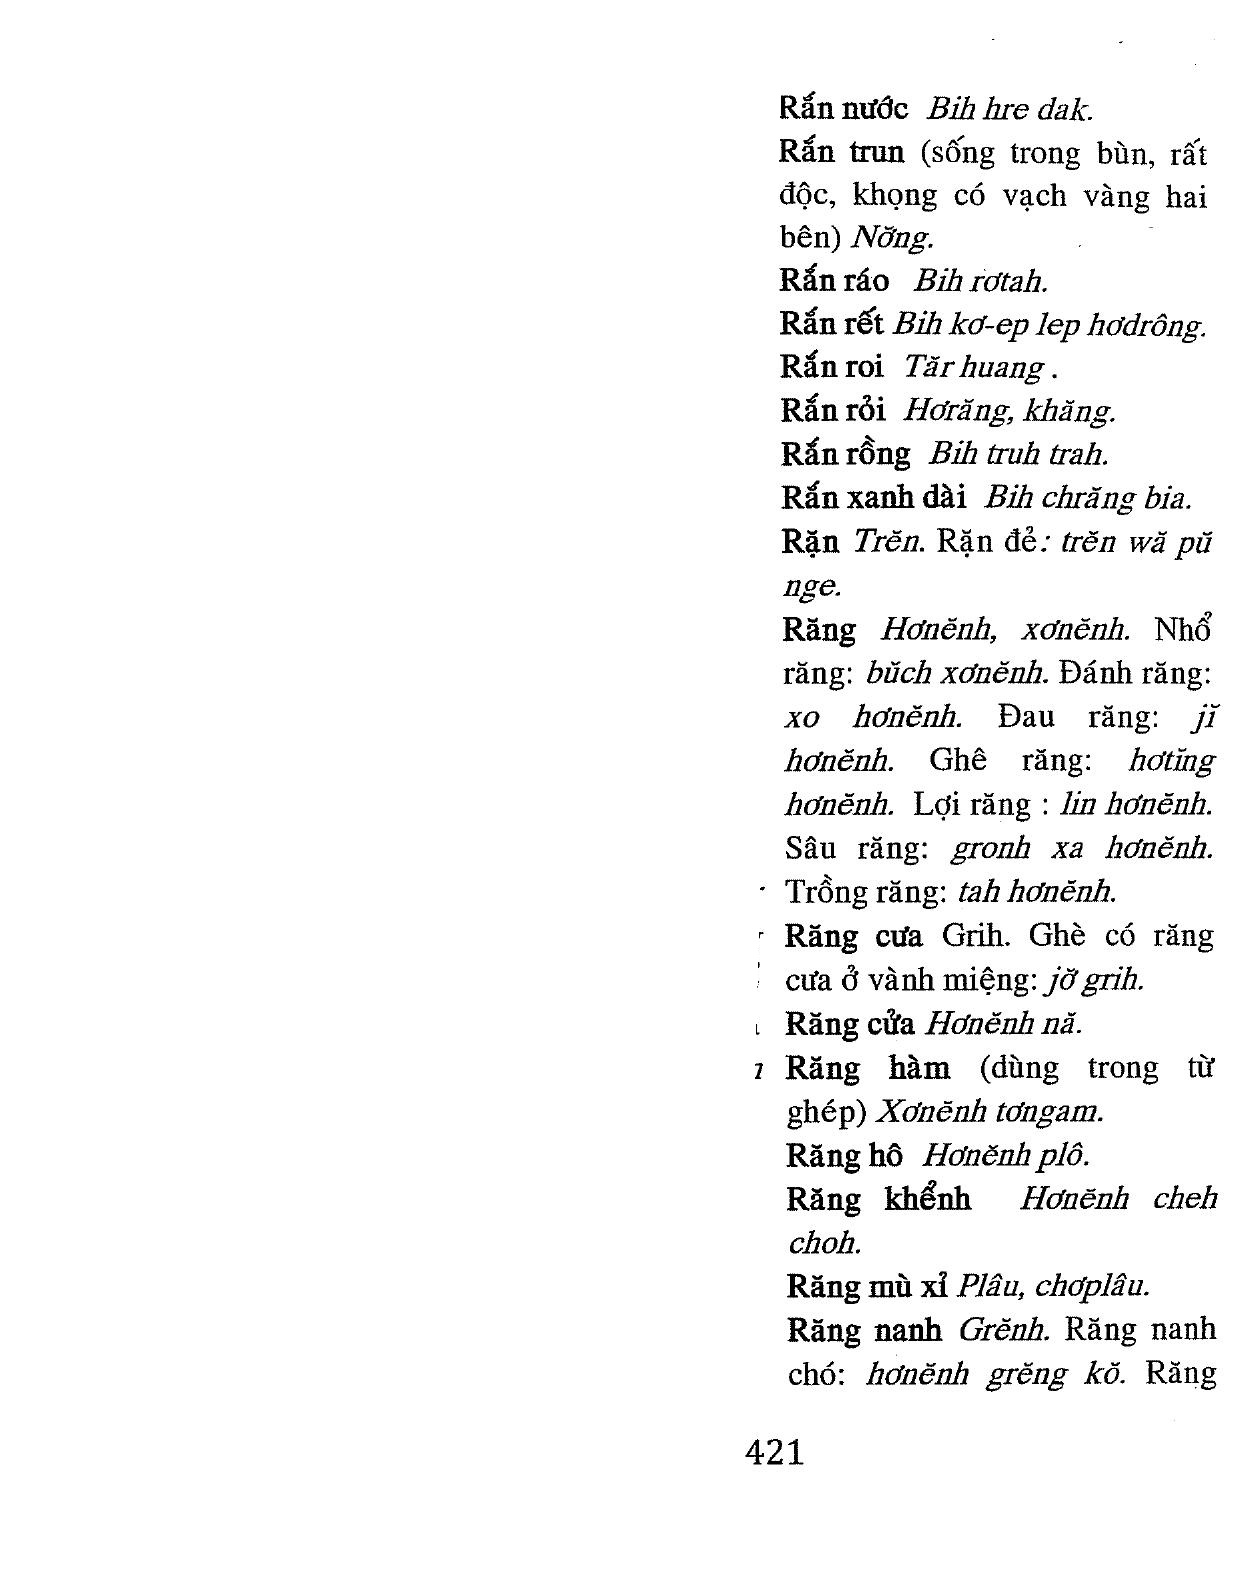 Rắn nước Bih hre dak.
Rắn trun (sống trong bùn, rất
độc, khọng có vạch vàng hai
bên) Nơ̆ng.
Rắn ráo Bih rơtah.
Rắn rết Bih kơ-ep lep hơdrông.
Rắn roi Tăr huang .
Rắn rỏi Hơrăng, khăng.
Rắn rồng Bih truh trah.
Rắn xanh dài Bih chrăng bia.
Rận Trĕn. Rận đẻ: trĕn wă pŭ
nge.
Răng Hơnĕnh, xơnĕnh. Nhổ
răng: bŭch xơnĕnh. Đánh răng:
xo hơnĕnh. Đau răng: jĭ
hơnĕnh. Ghê răng: hơtĭng
hơnĕnh. Lợi răng : lin hơnĕnh.
Sâu răng: gronh xa hơnĕnh.
Trồng răng: tah hơnĕnh.
Răng cưa Grih. Ghè có răng
cưa ở vành miệng: jơ̆ grih.
Răng cửa Hơnĕnh nă.
Răng hàm (dùng trong từ
ghép) Xơnĕnh tơngam.
Răng hô Hơnĕnh plô.
Răng khểnh Hơnĕnh cheh
choh.
Răng mù xỉ Plâu, chơplâu.
Răng nanh Grĕnh. Răng nanh
chó: hơnĕnh grĕng kŏ. Răng
421